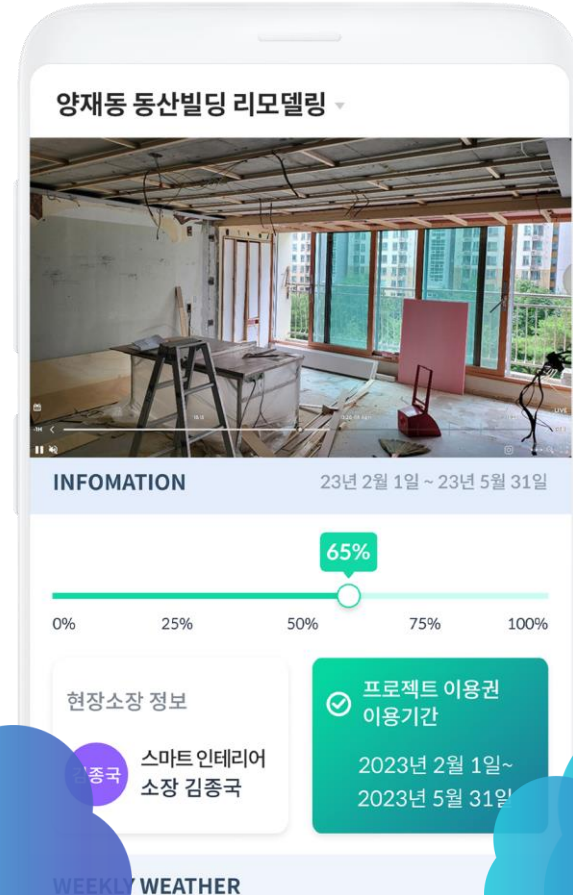 양재동 동산빌딩 리모델링
LIVE
-1H
INFOMATION
23년 2월 1일 ~ 23년 5월 31일
65%
0% 25% 50% 75% 100%
현장소장 정보
김종국
스마트 인테리어
소장 김종국
프로젝트 이용권
이용기간
2023년 2월 1일~
2023년 5월 31일
WEEKLY WEATHER